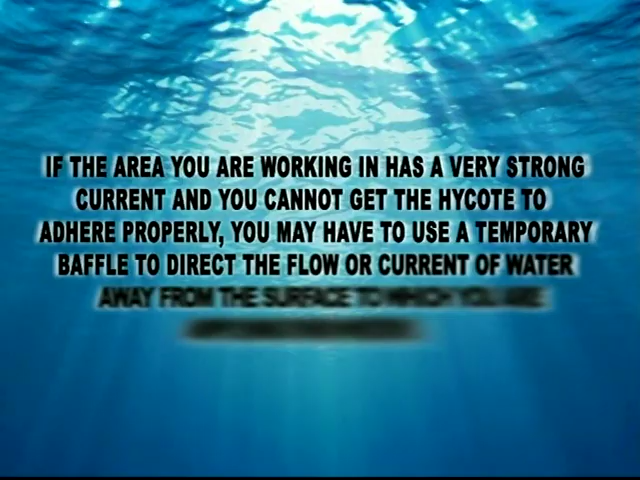 IF THE AREA YOU ARE WORKING IN HAS A VERY STRONG
CURRENT AND YOU CANNOT GET THE HYCOTE TO
ADHERE PROPERLY, YOU MAY HAVE TO USE A TEMPORARY
BAFFLE TO DIRECT THE FLOW OR CURRENT OF WATER
AWAY FROM THE SURFACE TO WHICH YOU ARE